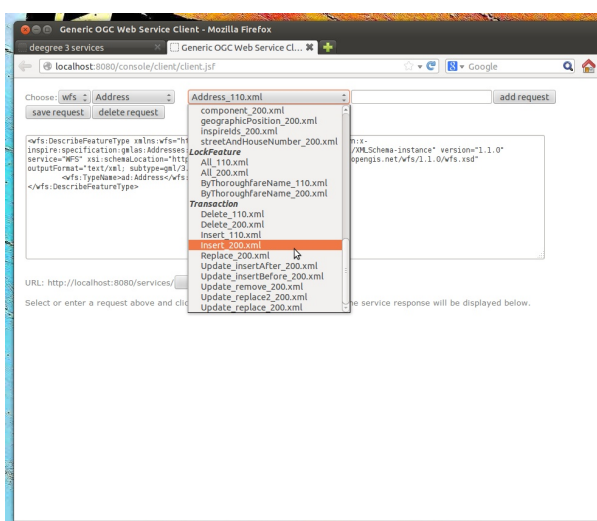 Generic OGC Web Service Client - Mozilla Firefox
deegree 3 services
Generic OGC Web Service Cl...
localhost:8080/console/client/client.jsf
Google
Choose: wfs Address Address_110.xml add request
save request delete request
component_200.xml
geographicPosition_200.xml
inspireIds_200.xml
streetAndHouseNumber_200.xml
LockFeature
All_110.xml
All_200.xml
ByThoroughfareName_110.xml
ByThoroughfareName_200.xml
Transaction
Delete_110.xml
Delete_200.xml
Insert_110.xml
Insert_200.xml
Replace_200.xml
Update_insertAfter_200.xml
Update_insertBefore_200.xml
Update_remove_200.xml
Update_replace2_200.xml
Update_replace_200.xml
<wfs:DescribeFeatureType xmlns:wfs="ht n:x-
inspire:specification:gmlas:Addresses: /XMLSchema-instance" version="1.1.0"
service="WFS" xsi:schemaLocation="http opengis.net/wfs/1.1.0/wfs.xsd"
outputFormat="text/xml; subtype=gml/3.
<wfs:TypeName>ad:Address</wfs:
</wfs:DescribeFeatureType>
URL: http://localhost:8080/services/
Select or enter a request above and clic he service response will be displayed below.